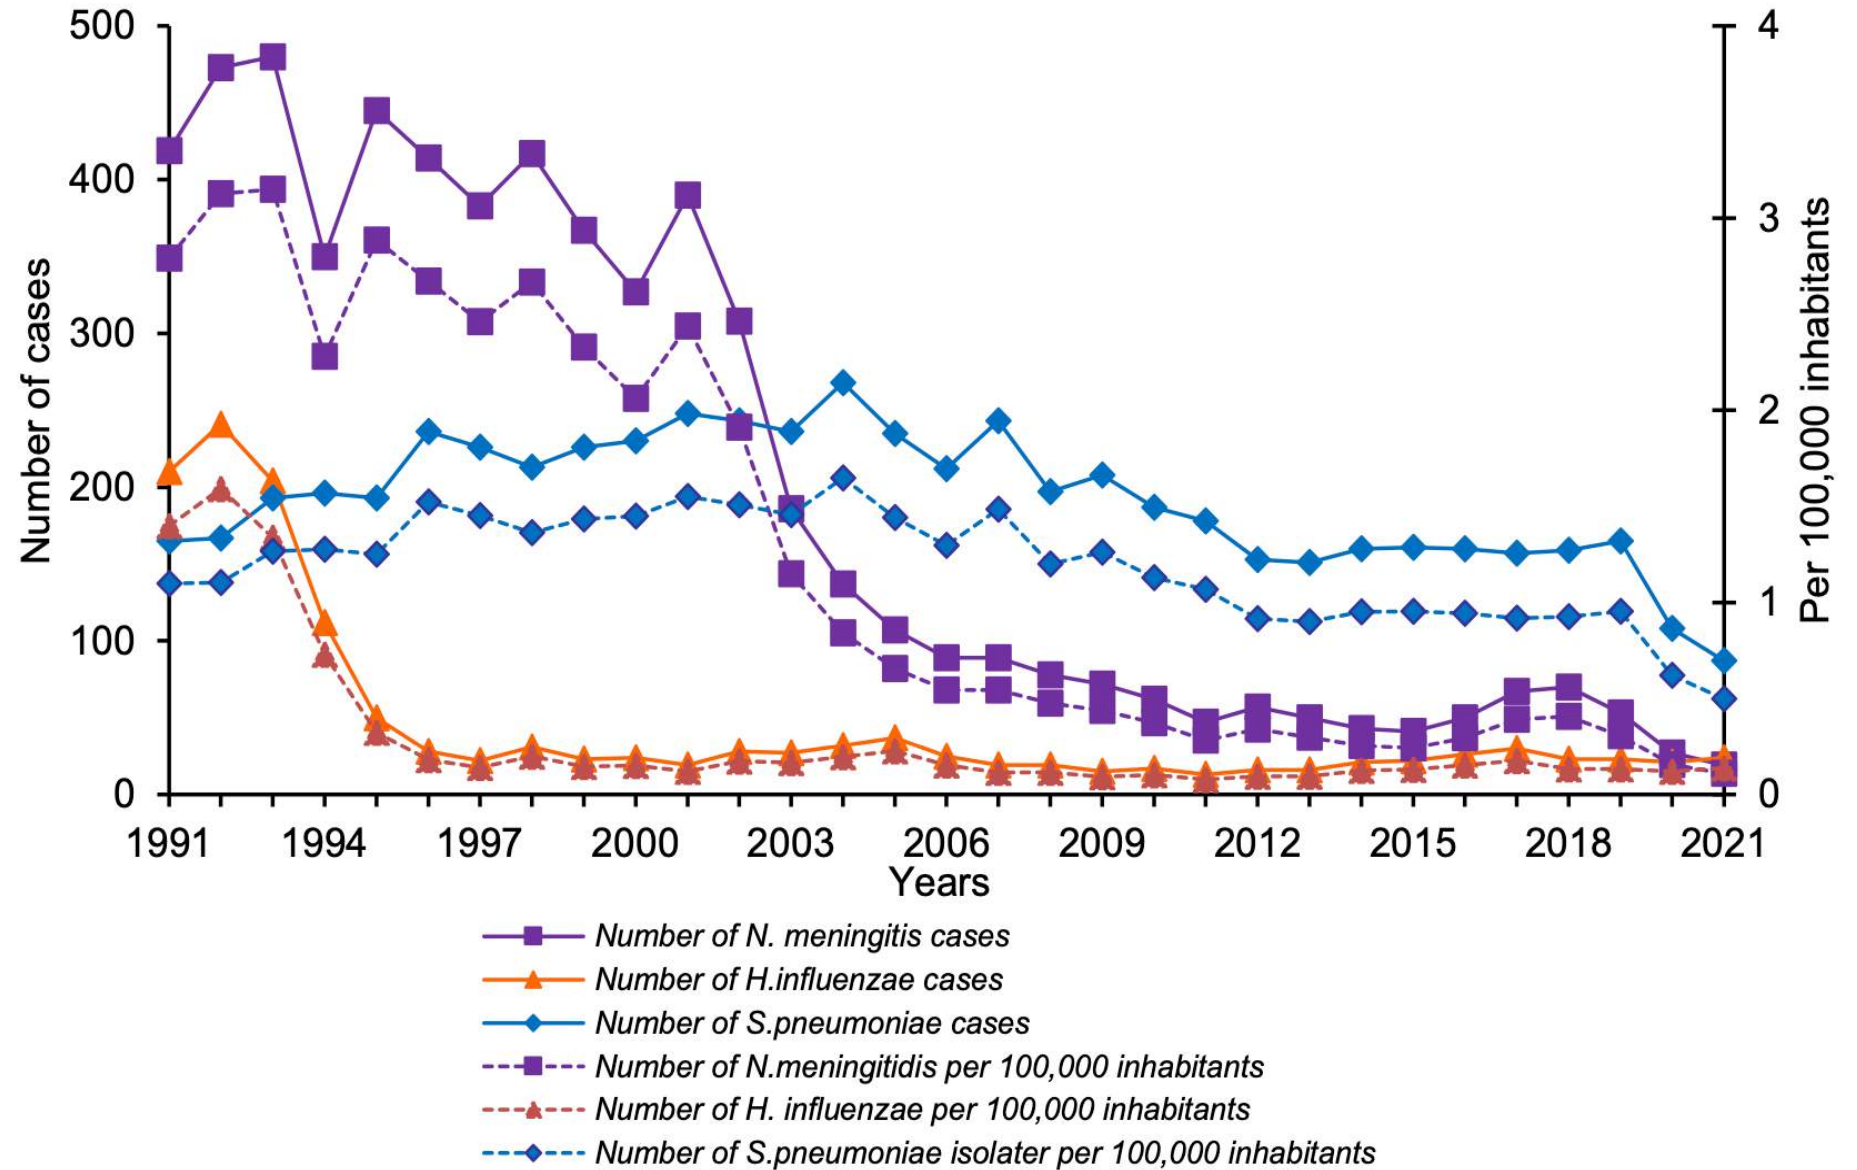 500
400
300
200
100
0
Number of cases
4
3
2
1
0
Per 100,000 inhabitants
1991 1994 1997 2000 2003 2006 2009 2012 2015 2018 2021
Years
Number of N. meningitis cases
Number of H.influenzae cases
Number of S.pneumoniae cases
Number of N.meningitidis per 100,000 inhabitants
Number of H. influenzae per 100,000 inhabitants
Number of S.pneumoniae isolater per 100,000 inhabitants